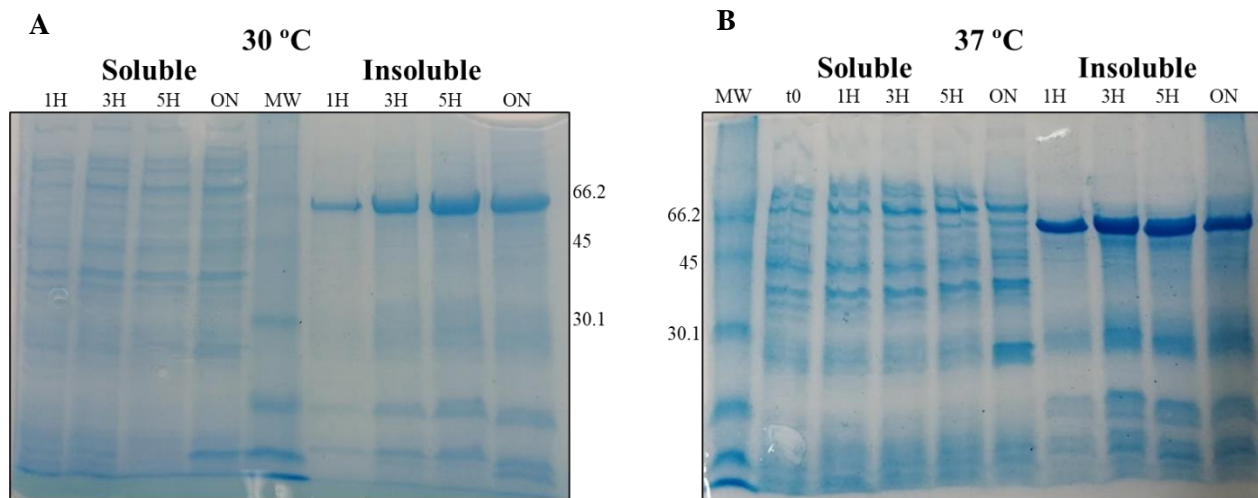 A
30 ºC
Soluble Insoluble
1H 3H 5H ON MW 1H 3H 5H ON
66.2
45
30.1
B
37 ºC
Soluble Insoluble
MW t0 1H 3H 5H ON 1H 3H 5H ON
66.2
45
30.1